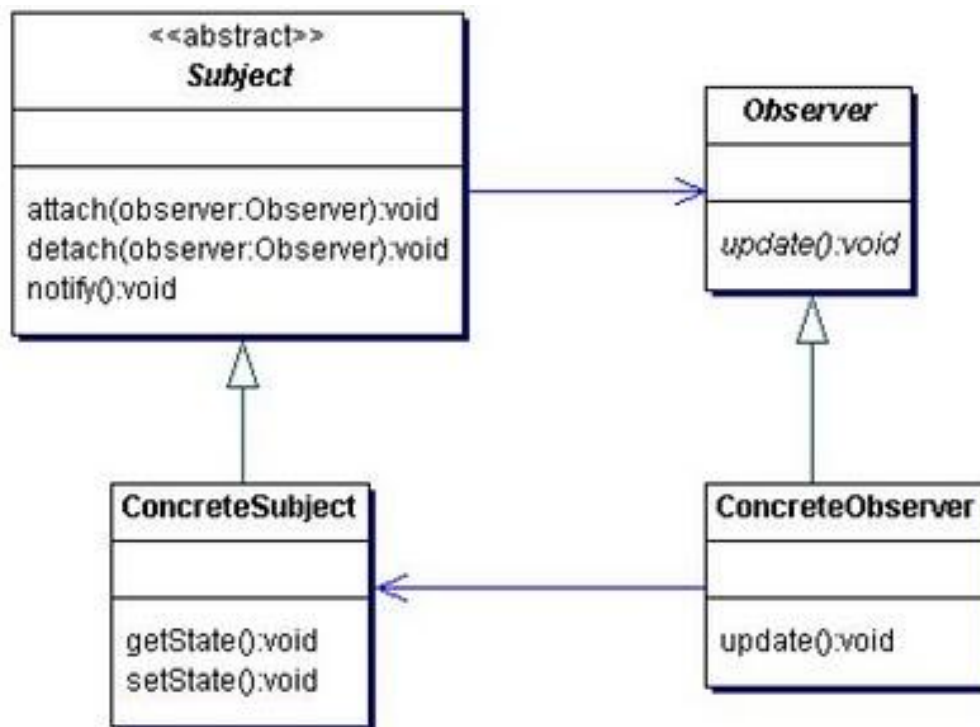 <<abstract>>
Subject
attach(observer:Observer):void
detach(observer:Observer):void
notify():void
Observer
update():void
ConcreteSubject
getState():void
setState():void
ConcreteObserver
update():void